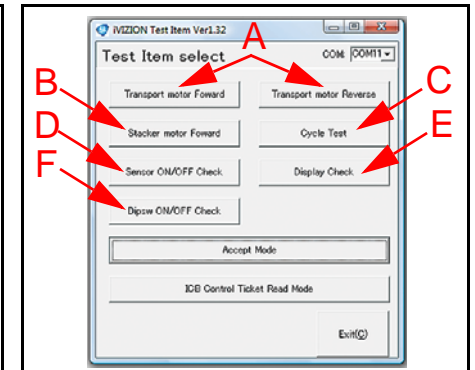 iVIZION Test Item Ver1.32
A
Test Item select COM: COM11
B C
Transport motor Foward Transport motor Reverse
D E
Stacker motor Foward Cycle Test
F
Sensor ON/OFF Check Display Check
Dipsw ON/OFF Check
Accept Mode
ICB Control Ticket Read Mode
Exit(C)